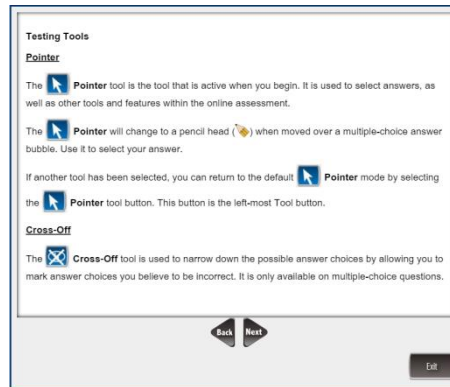 Testing Tools
Pointer
The Pointer tool is the tool that is active when you begin. It is used to select answers, as
well as other tools and features within the online assessment.
The Pointer will change to a pencil head ( ) when moved over a multiple-choice answer
bubble. Use it to select your answer.
If another tool has been selected, you can return to the default Pointer mode by selecting
the Pointer tool button. This button is the left-most Tool button.
Cross-Off
The Cross-Off tool is used to narrow down the possible answer choices by allowing you to
mark answer choices you believe to be incorrect. It is only available on multiple-choice questions.
Back Next
Exit